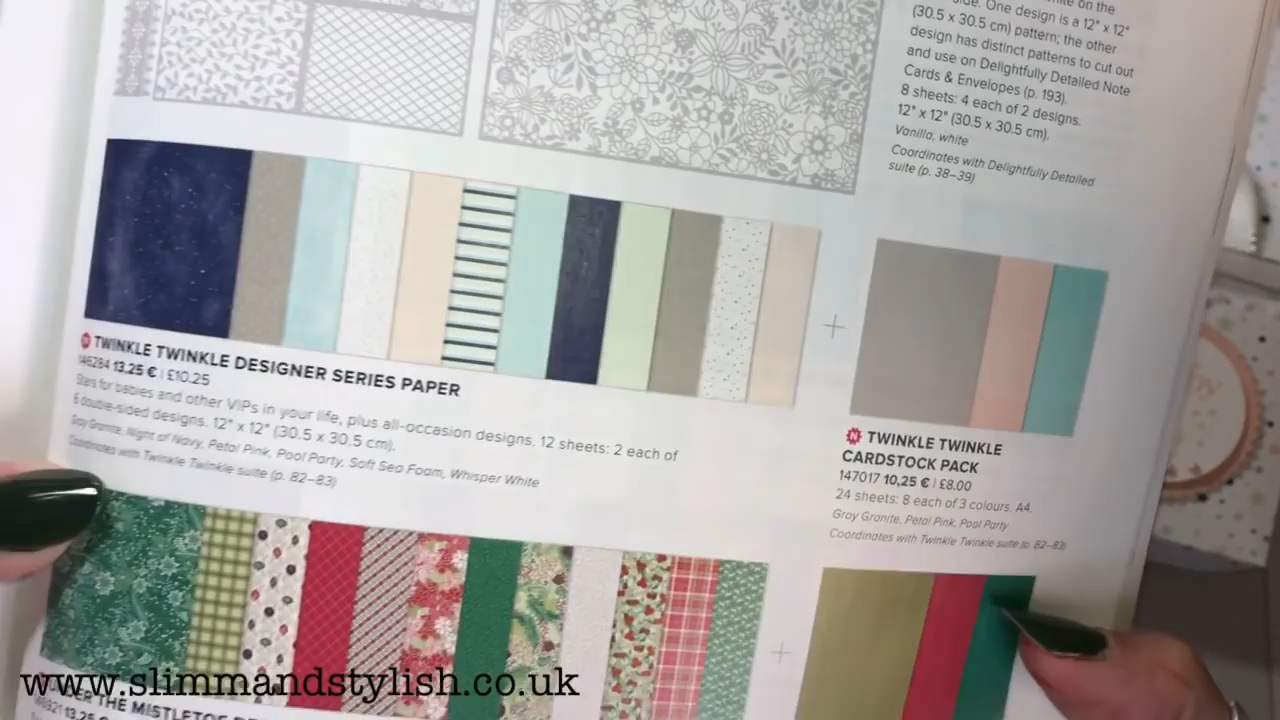 One design is a 12" x 12"
(30.5 x 30.5 cm) pattern; the other
design has distinct patterns to cut out
and use on Delightfully Detailed Note
Cards & Envelopes (p. 193).
8 sheets: 4 each of 2 designs.
12" x 12" (30.5 x 30.5 cm).
Vanilla, white
Coordinates with Delightfully Detailed
suite (p. 38–39)
N TWINKLE TWINKLE DESIGNER SERIES PAPER
146284 13.25 € | £10.25
Stars for babies and other VIPs in your life, plus all-occasion designs. 12 sheets: 2 each of
6 double-sided designs. 12" x 12" (30.5 x 30.5 cm).
Gray Granite, Night of Navy, Petal Pink, Pool Party, Soft Sea Foam, Whisper White
Coordinates with Twinkle Twinkle suite (p. 82–83)
N TWINKLE TWINKLE
CARDSTOCK PACK
147017 10,25 € | £8.00
24 sheets: 8 each of 3 colours. A4.
Gray Granite, Petal Pink, Pool Party
Coordinates with Twinkle Twinkle suite 82–83)
THE MISTLETOE
13,25 €
www.slimmandstylish.co.uk